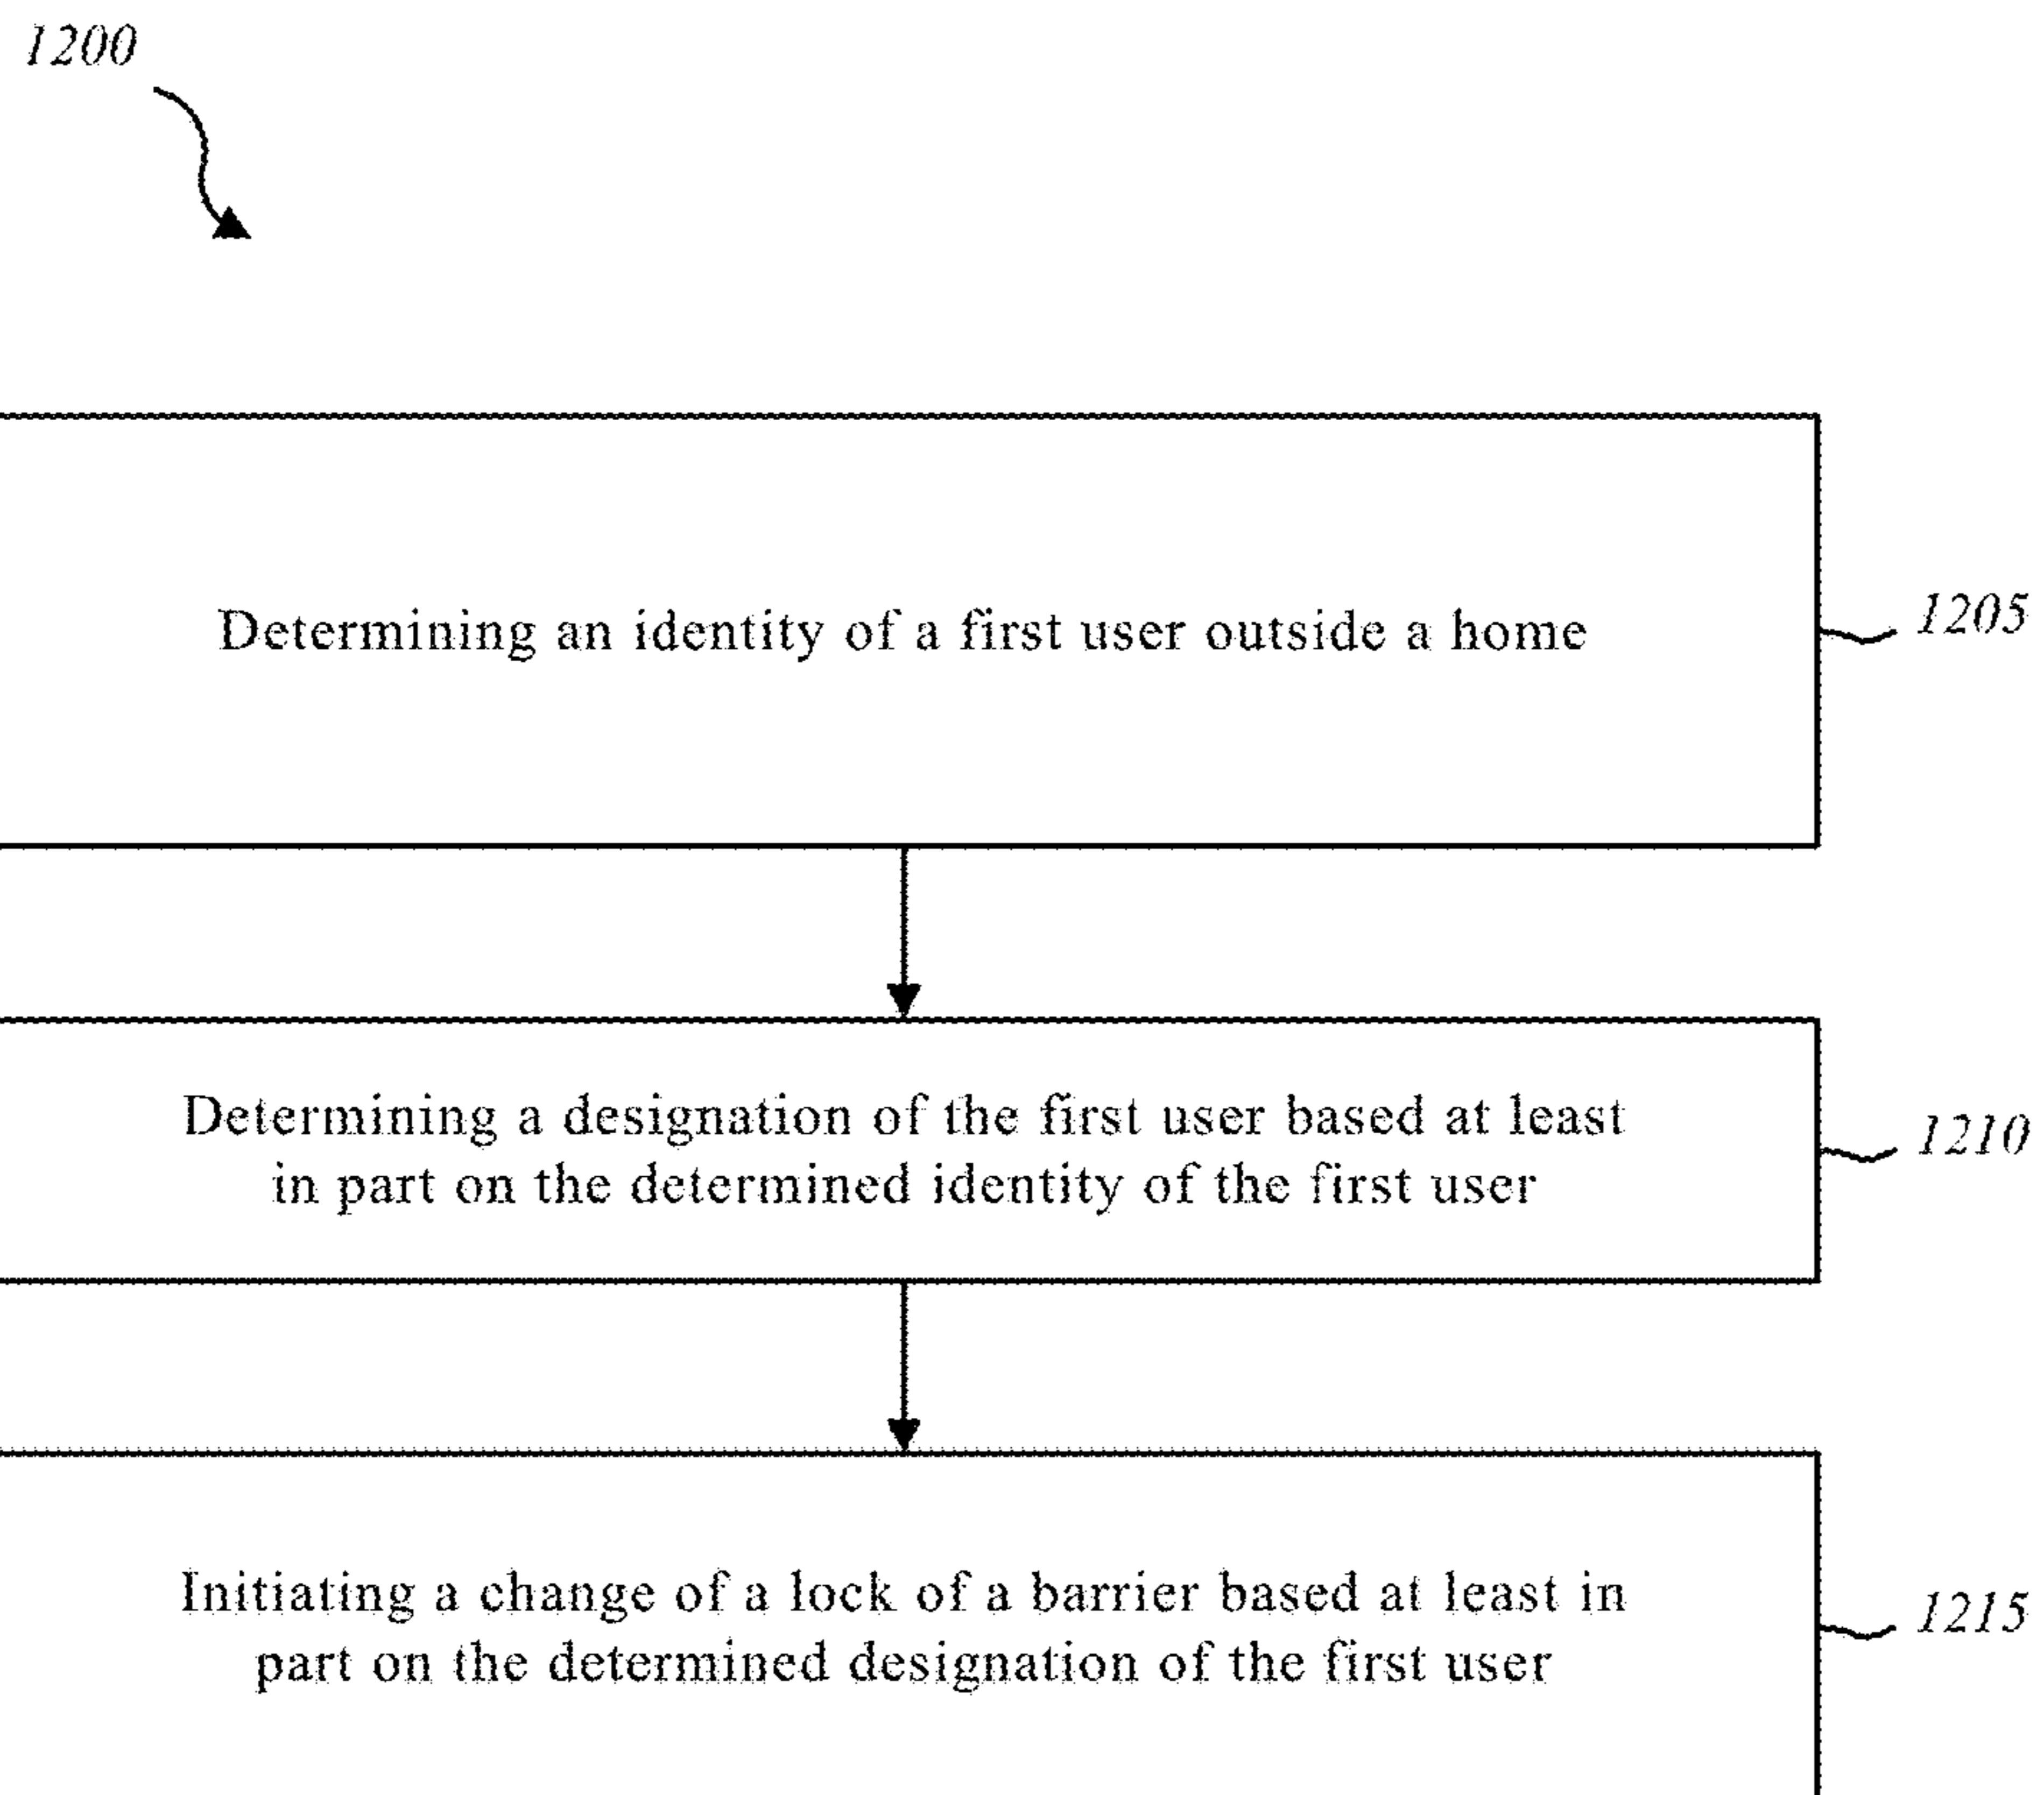 1200
Determining an identity of a first user outside a home
1205
Determining a designation of the first user based at least
in part on the determined identity of the first user
1210
Initiating a change of a lock of a barrier based at least in
part on the determined designation of the first user
1215